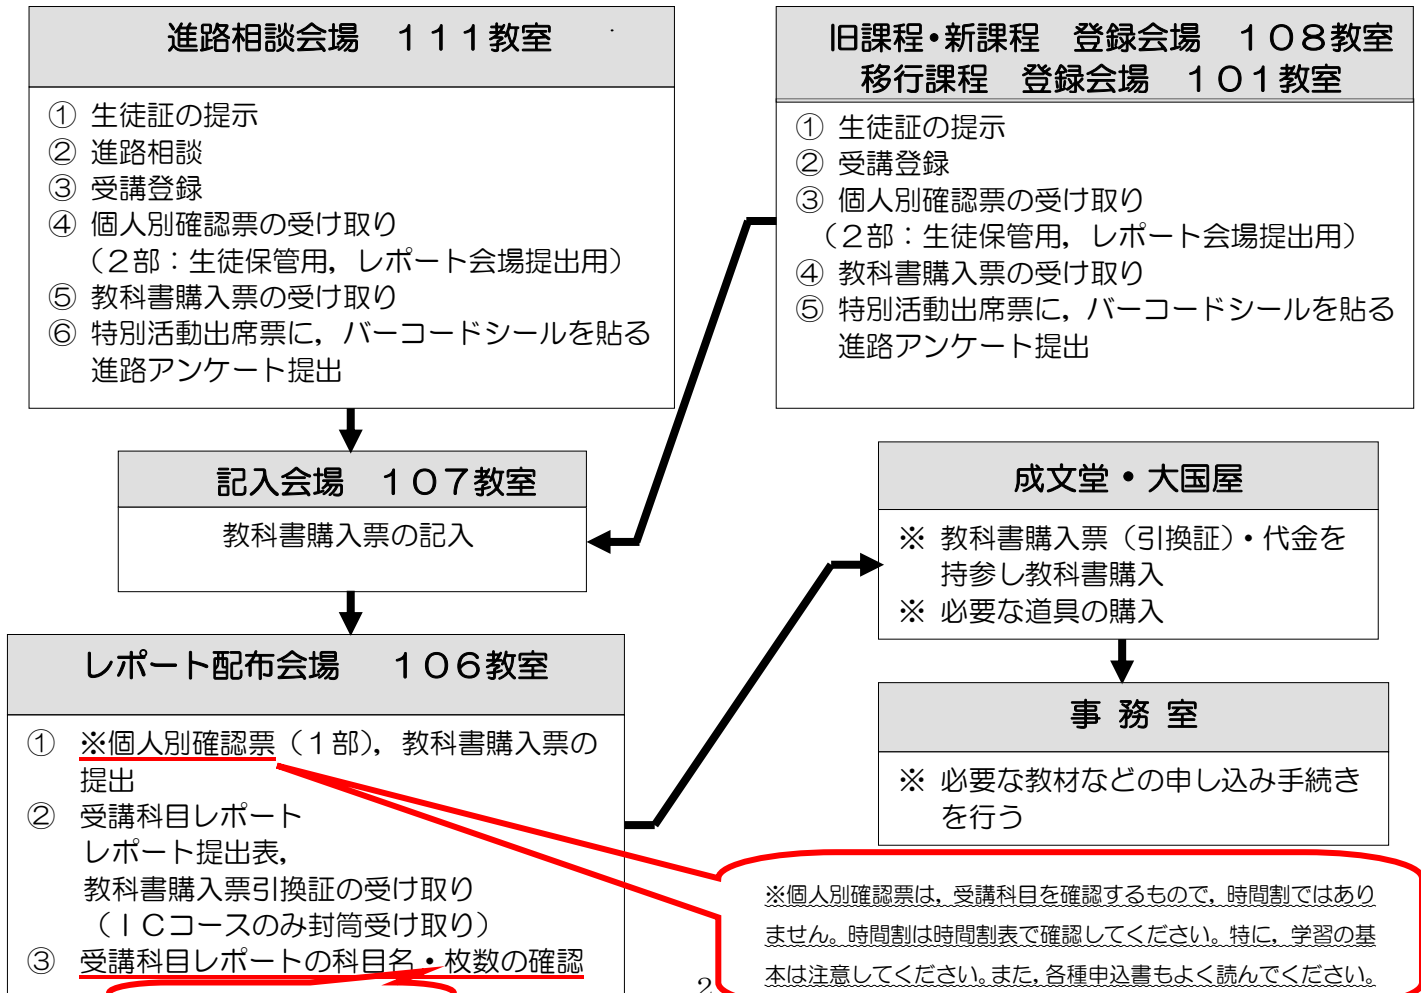 進路相談会場　１１１教室
① 生徒証の提示
② 進路相談
③ 受講登録
④ 個人別確認票の受け取り
（２部：生徒保管用，レポート会場提出用）
⑤ 教科書購入票の受け取り
⑥ 特別活動出席票に，バーコードシールを貼る
進路アンケート提出
旧課程・新課程　登録会場　１０８教室
移行課程　登録会場　１０１教室
① 生徒証の提示
② 受講登録
③ 個人別確認票の受け取り
（２部：生徒保管用，レポート会場提出用）
④ 教科書購入票の受け取り
⑤ 特別活動出席票に，バーコードシールを貼る
進路アンケート提出
記入会場　１０７教室
教科書購入票の記入
レポート配布会場　１０６教室
① ※個人別確認票（１部），教科書購入票の
提出
② 受講科目レポート
レポート提出表，
教科書購入票引換証の受け取り
（ＩＣコースのみ封筒受け取り）
③ 受講科目レポートの科目名・枚数の確認
成文堂・大国屋
※ 教科書購入票（引換証）・代金を
持参し教科書購入
※ 必要な道具の購入
事 務 室
※ 必要な教材などの申し込み手続き
を行う
※個人別確認票は，受講科目を確認するもので，時間割ではあり
ません。時間割は時間割表で確認してください。特に，学習の基
本は注意してください。また，各種申込書もよく読んでください。
2